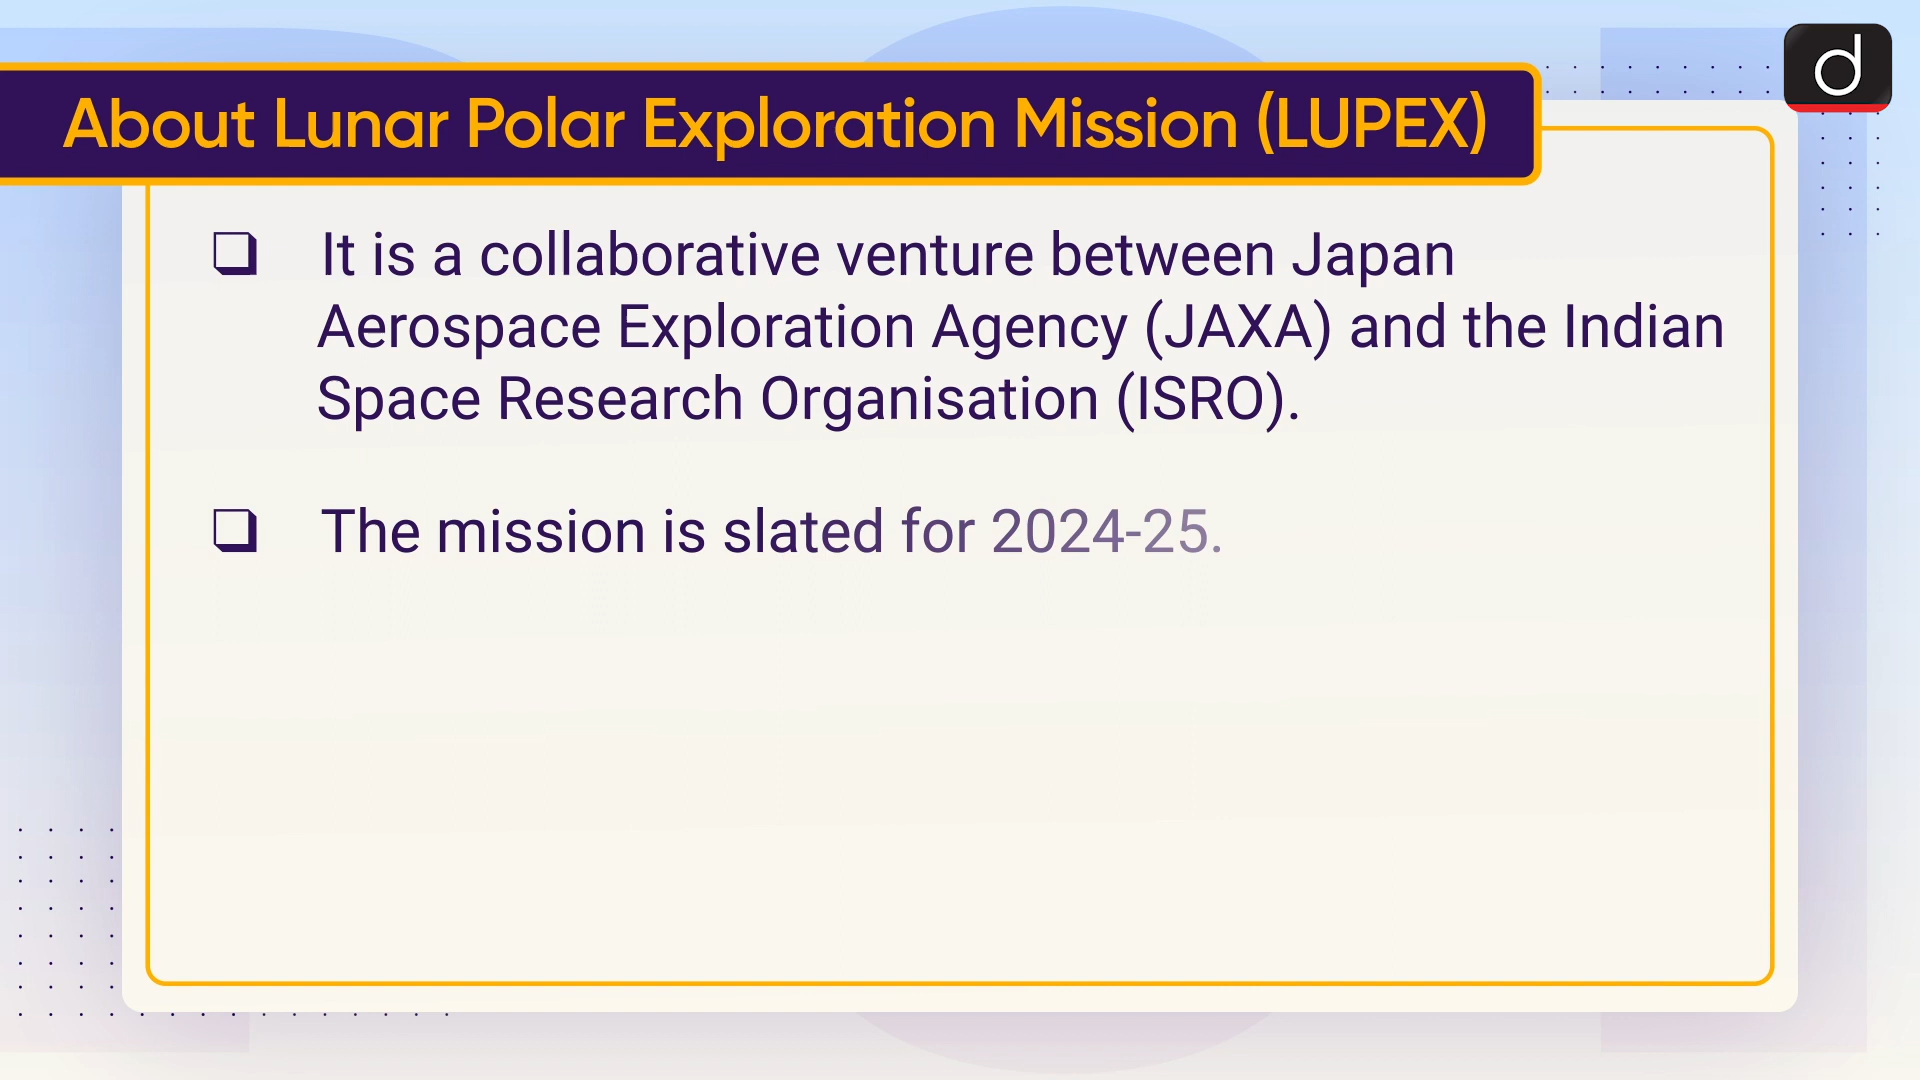 About Lunar Polar Exploration Mission (LUPEX)
d
❑ It is a collaborative venture between Japan
Aerospace Exploration Agency (JAXA) and the Indian
Space Research Organisation (ISRO).
❑ The mission is slated for 2024-25.